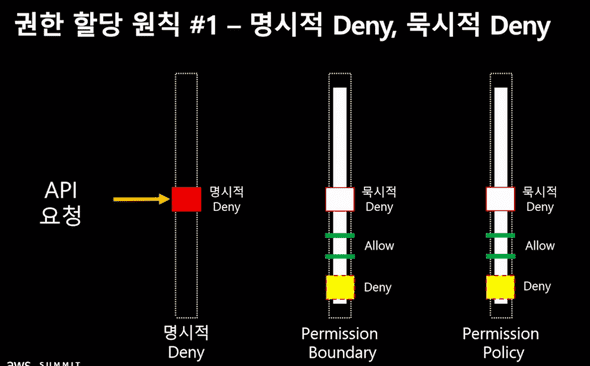 권한 할당 원칙 #1 – 명시적 Deny, 묵시적 Deny
API
요청
명시적
Deny
묵시적
Deny
Allow
Deny
묵시적
Deny
Allow
Deny
명시적
Deny
Permission
Boundary
Permission
Policy
aws SUMMIT